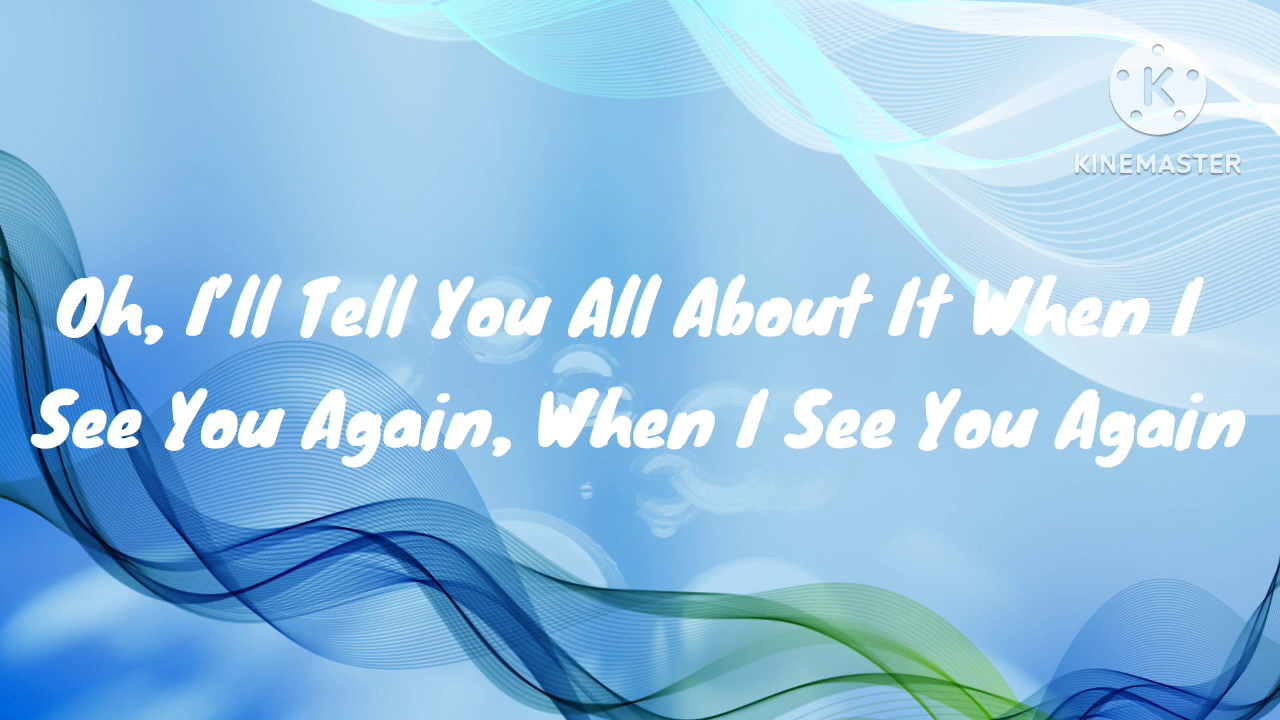 K
KINEMASTER
Oh, I'll Tell You All About It When I
See You Again, When I See You Again